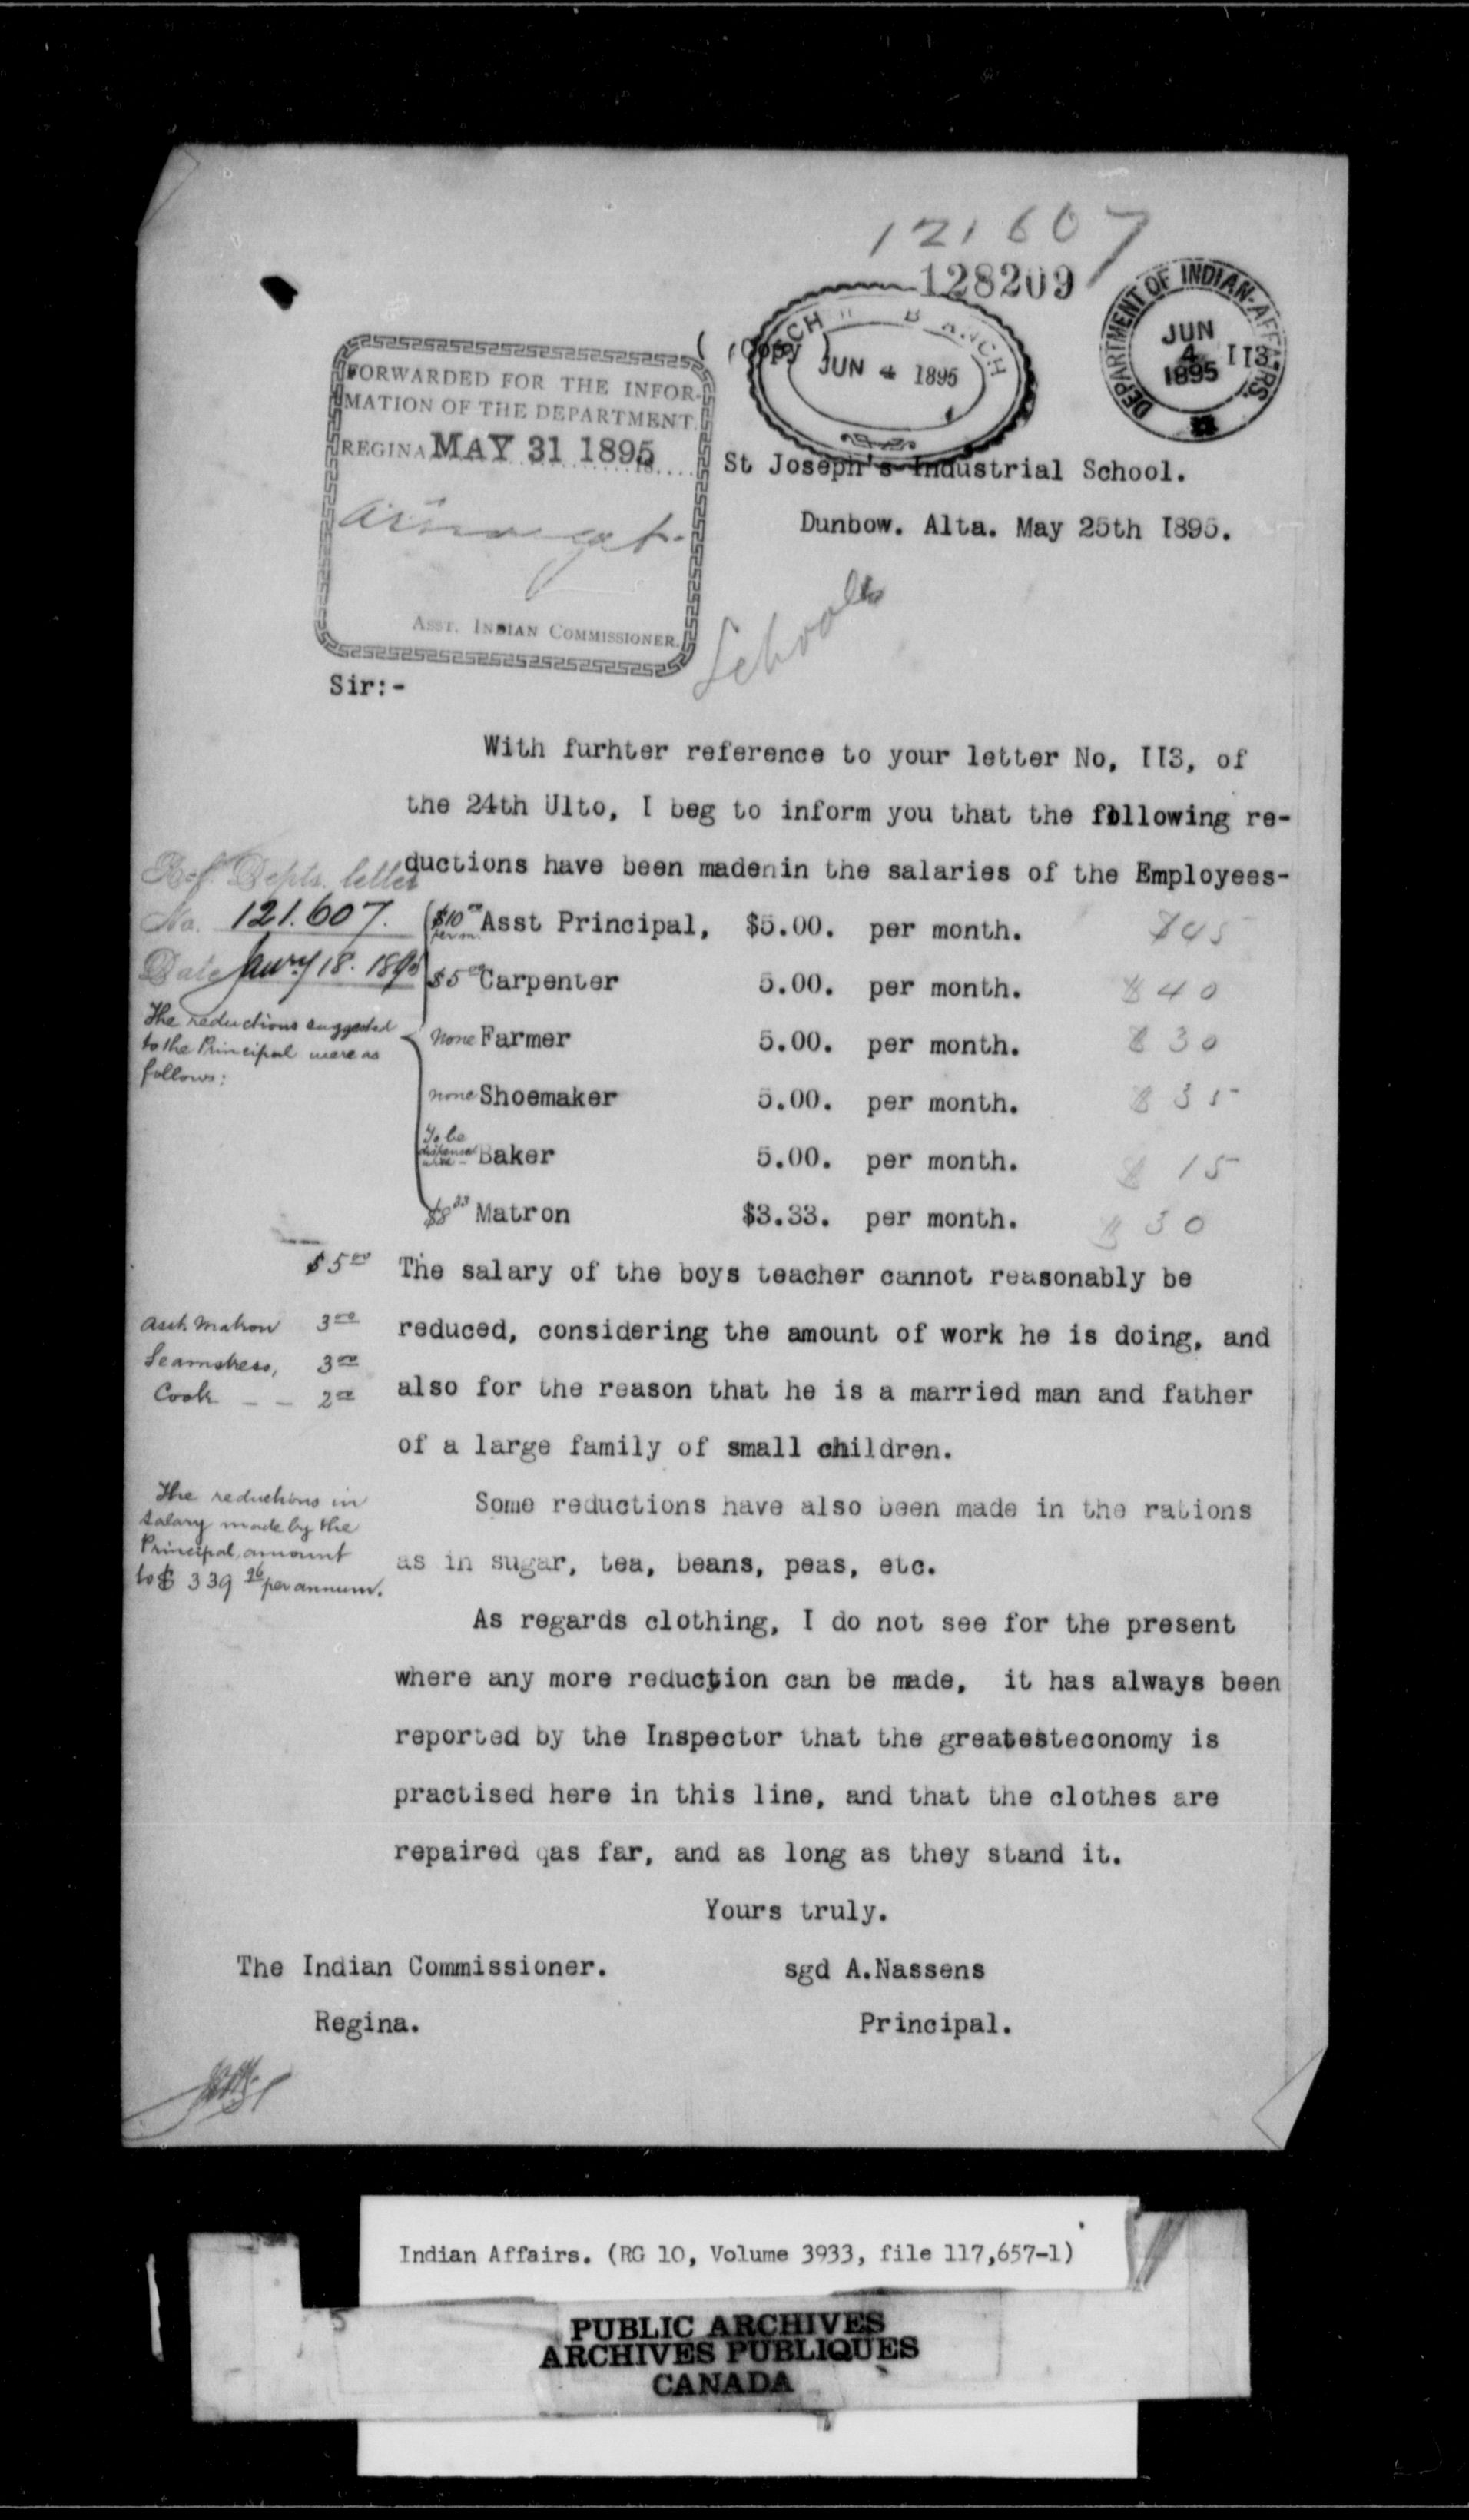 121607
128209
DEPARTMENT OF INDIAN AFFAIRS.
JUN
4 113
1895
( Copy )
JUN 4 1895
FORWARDED FOR THE INFOR-
MATION OF THE DEPARTMENT.
REGINA MAY 31 1895
ASST. INDIAN COMMISSIONER.
St Joseph's Industrial School.
Dunbow. Alta. May 25th I895.
Schools
Sir:-
With furhter reference to your letter No, II3, of
the 24th Ulto, I beg to inform you that the following re-
ductions have been madenin the salaries of the Employees-
Ref. Depts. letter
No. 121.607.
Date Jany 18. 1895
The reductions suggested
to the Principal were as
follows:
$10 00 per m. Asst Principal, $5.00. per month. $45
$5 00 Carpenter 5.00. per month. $40
none Farmer 5.00. per month. $30
none Shoemaker 5.00. per month. $35
To be dispensed with - Baker 5.00. per month. $15
$8 33 Matron $3.33. per month. $30
$5 00 The salary of the boys teacher cannot reasonably be
Asst. Matron 3 00 reduced, considering the amount of work he is doing, and
Seamstress, 3 00
Cook - - 2 00 also for the reason that he is a married man and father
of a large family of small children.
The reductions in
salary made by the
Principal, amount
to $ 339 96 per annum.
Some reductions have also been made in the rations
as in sugar, tea, beans, peas, etc.
As regards clothing, I do not see for the present
where any more reduction can be made, it has always been
reported by the Inspector that the greatesteconomy is
practised here in this line, and that the clothes are
repaired qas far, and as long as they stand it.
Yours truly.
The Indian Commissioner. sgd A.Nassens
Regina. Principal.
Indian Affairs. (RG 10, Volume 3933, file 117,657-1)
PUBLIC ARCHIVES
ARCHIVES PUBLIQUES
CANADA